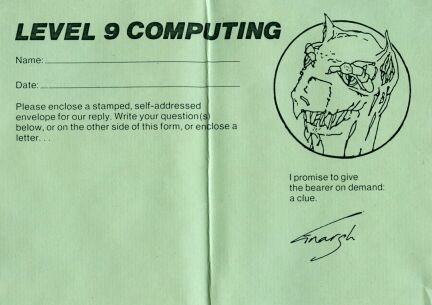 LEVEL 9 COMPUTING
Name:
Date:
Please enclose a stamped, self-addressed
envelope for our reply. Write your question(s)
below, or on the other side of this form, or enclose a
letter. . .
I promise to give
the bearer on demand:
a clue.
Gnargh